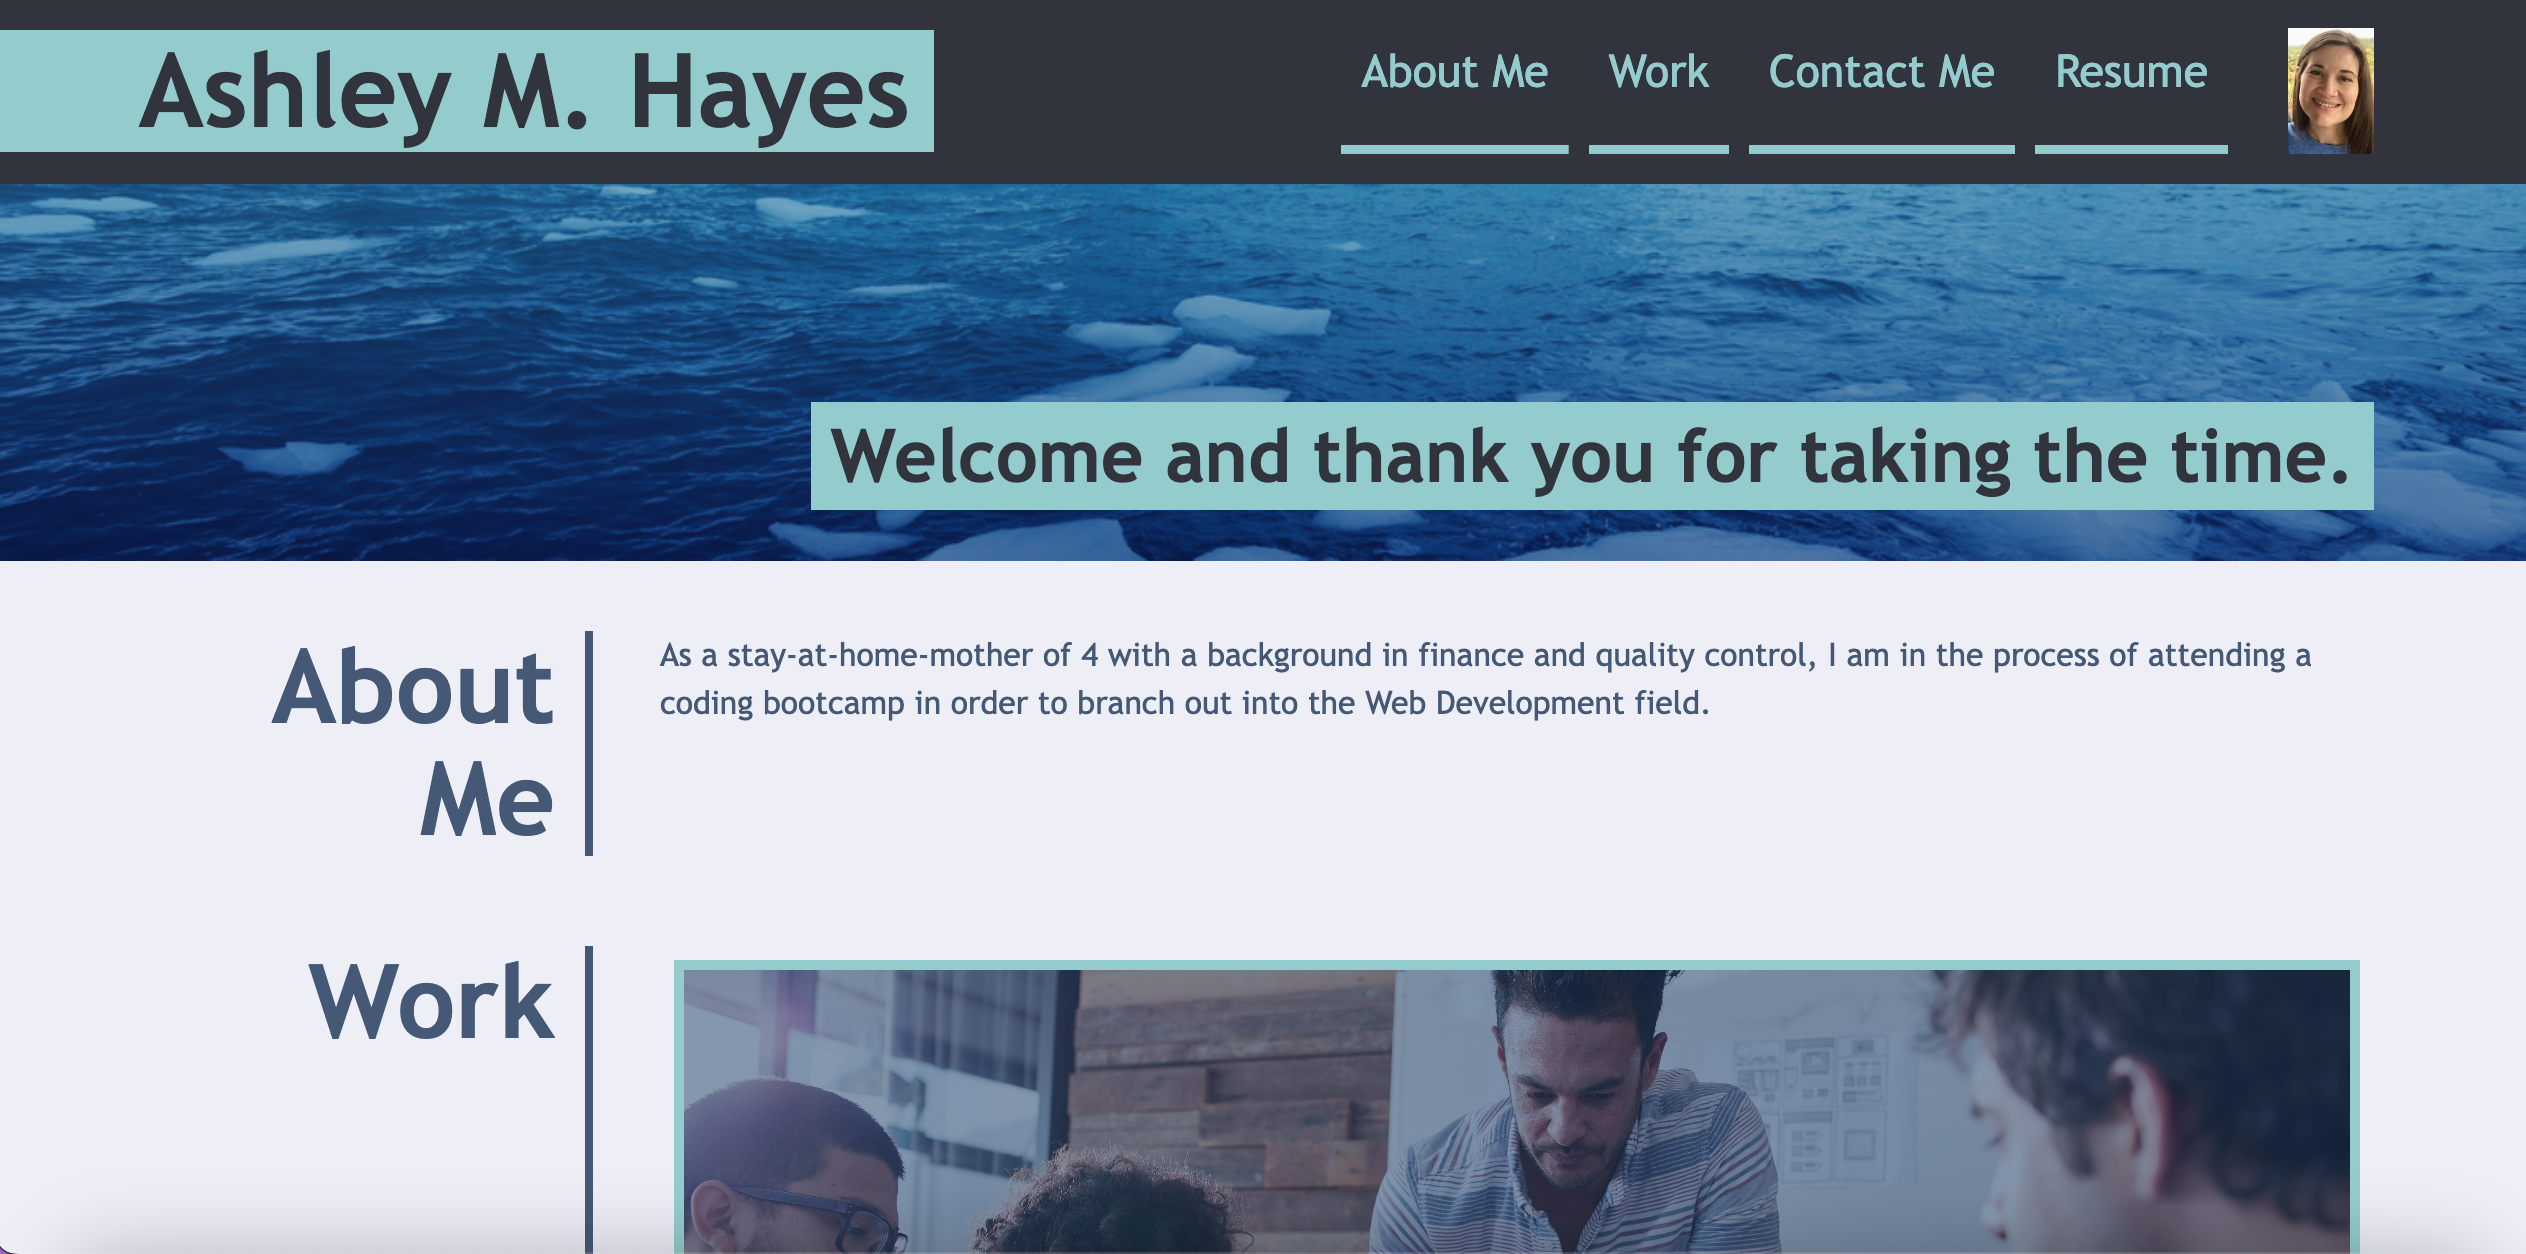 Ashley M. Hayes
About Me
Work
Contact Me
Resume
Welcome and thank you for taking the time.
About
Me
As a stay-at-home-mother of 4 with a background in finance and quality control, I am in the process of attending a
coding bootcamp in order to branch out into the Web Development field.
Work